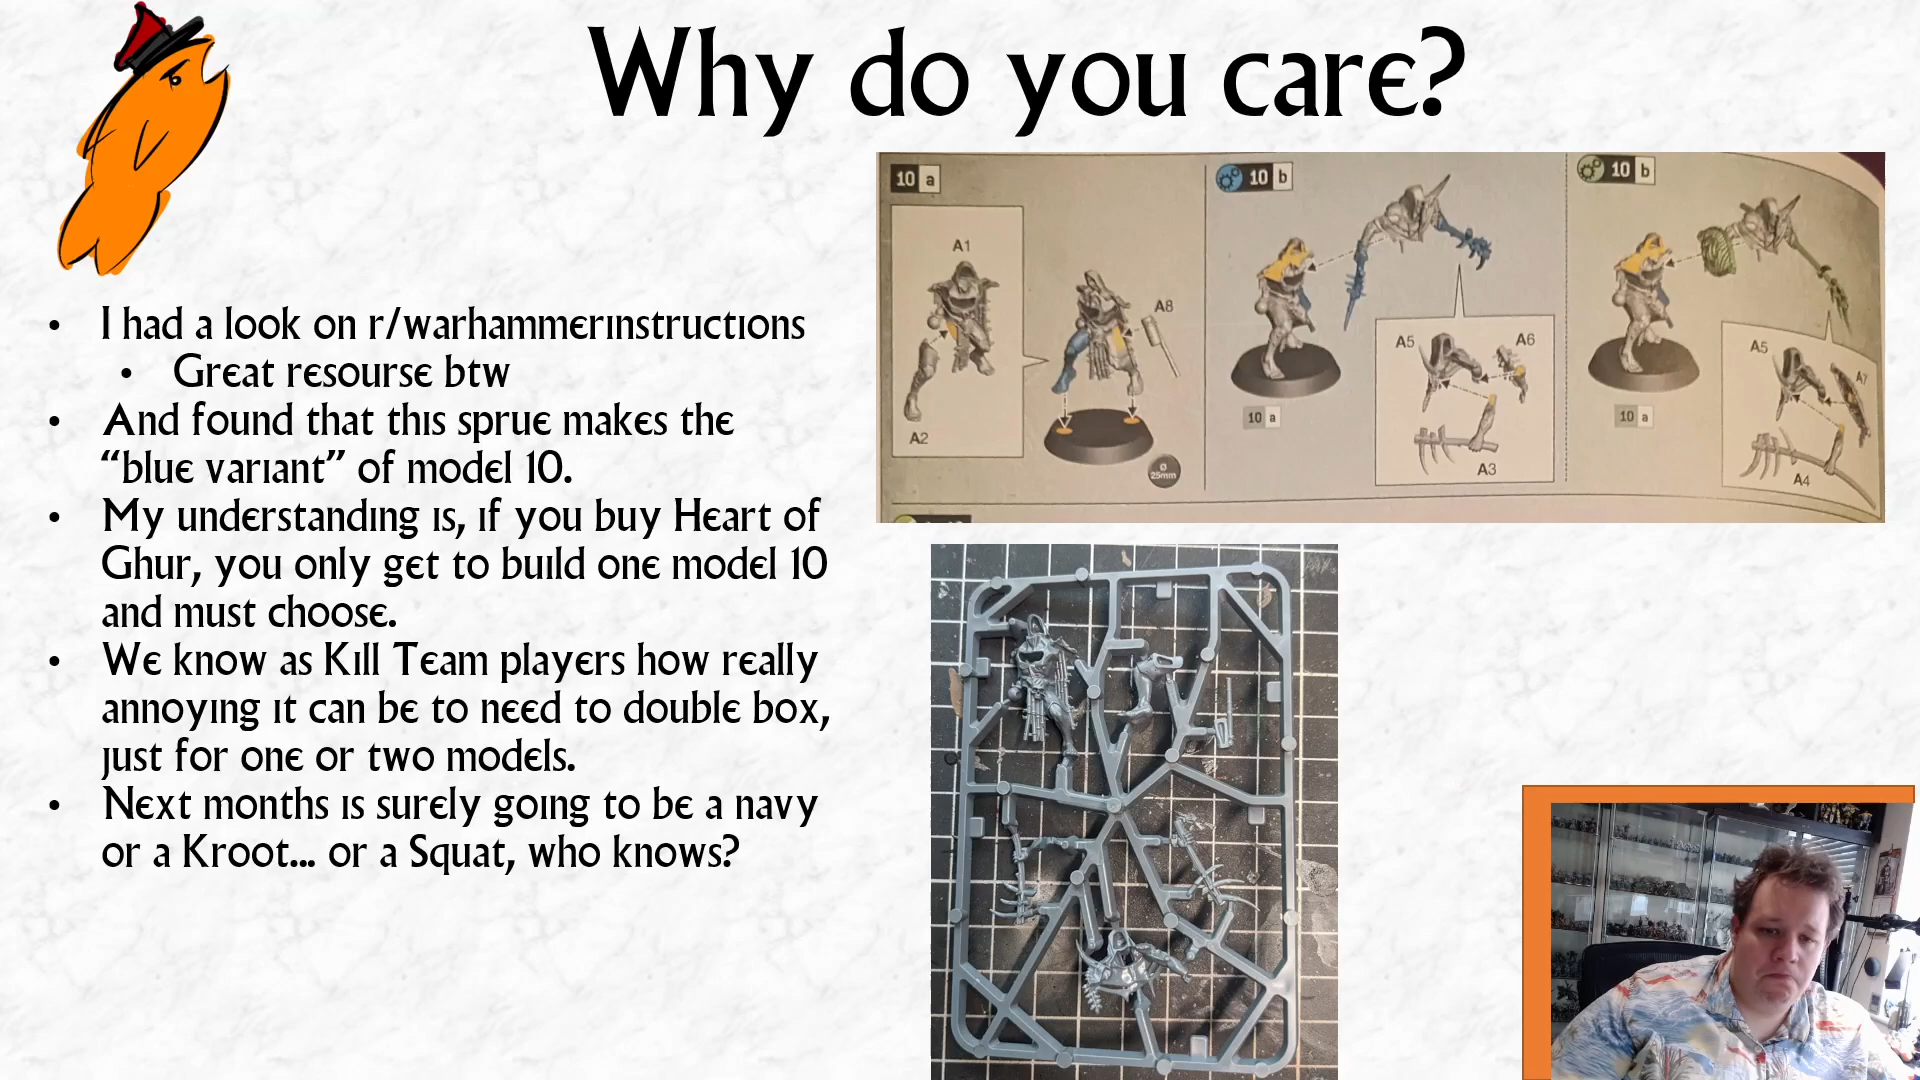 Why do you care?
• I had a look on r/warhammerinstructions
• Great resourse btw
• And found that this sprue makes the
“blue variant” of model 10.
• My understanding is, if you buy Heart of
Ghur, you only get to build one model 10
and must choose.
• We know as Kill Team players how really
annoying it can be to need to double box,
just for one or two models.
• Next months is surely going to be a navy
or a Kroot... or a Squat, who knows?
10 a
A1
A2
A8
Ø
25mm
10 b
A5
A6
A3
10 a
10 b
A5
A7
A4
10 a